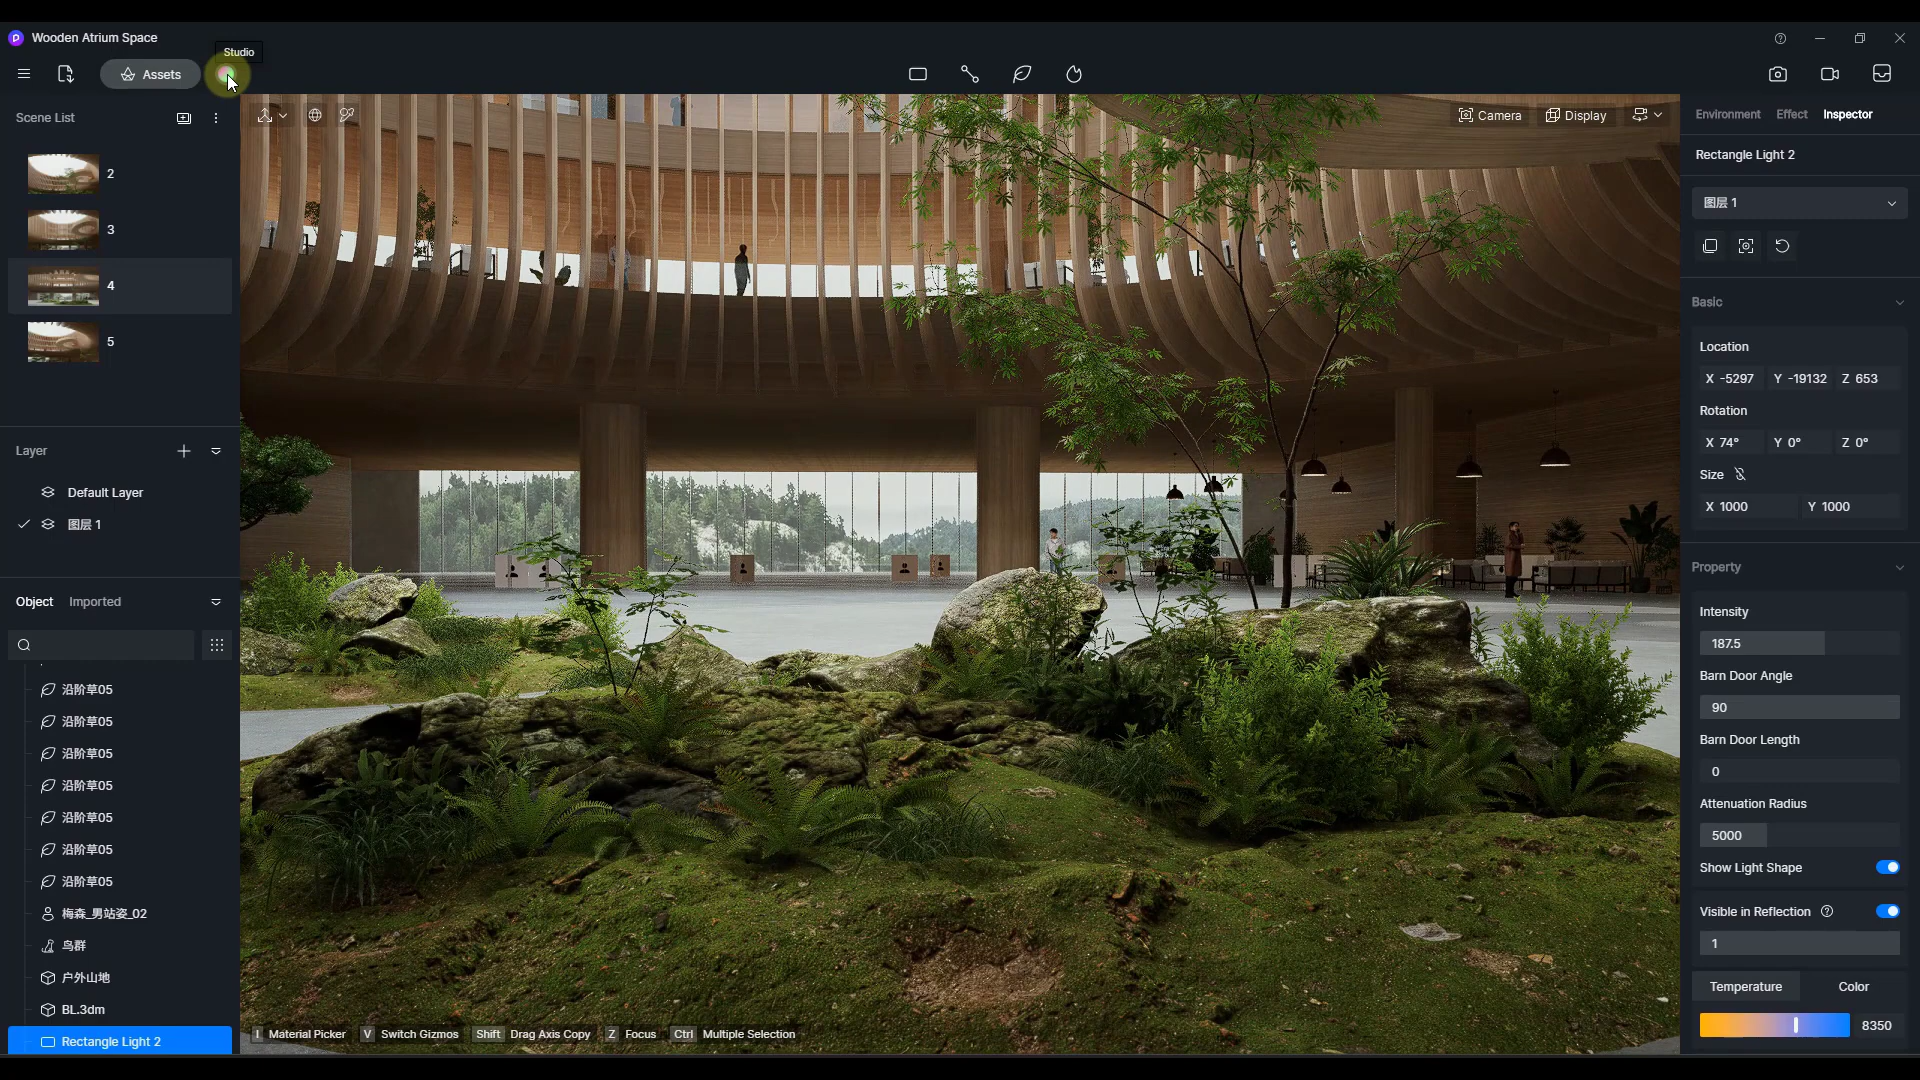 Wooden Atrium Space
Studio
Assets
Scene List
2
3
4
5
Layer
Default Layer
图层 1
Object Imported
沿阶草05
沿阶草05
沿阶草05
沿阶草05
沿阶草05
沿阶草05
沿阶草05
梅森_男站姿_02
鸟群
户外山地
BL.3dm
Rectangle Light 2
Camera Display
I Material Picker V Switch Gizmos Shift Drag Axis Copy Z Focus Ctrl Multiple Selection
Environment Effect Inspector
Rectangle Light 2
图层 1
Basic
Location
X -5297 Y -19132 Z 653
Rotation
X 74° Y 0° Z 0°
Size
X 1000 Y 1000
Property
Intensity
187.5
Barn Door Angle
90
Barn Door Length
0
Attenuation Radius
5000
Show Light Shape
Visible in Reflection
1
Temperature Color
8350